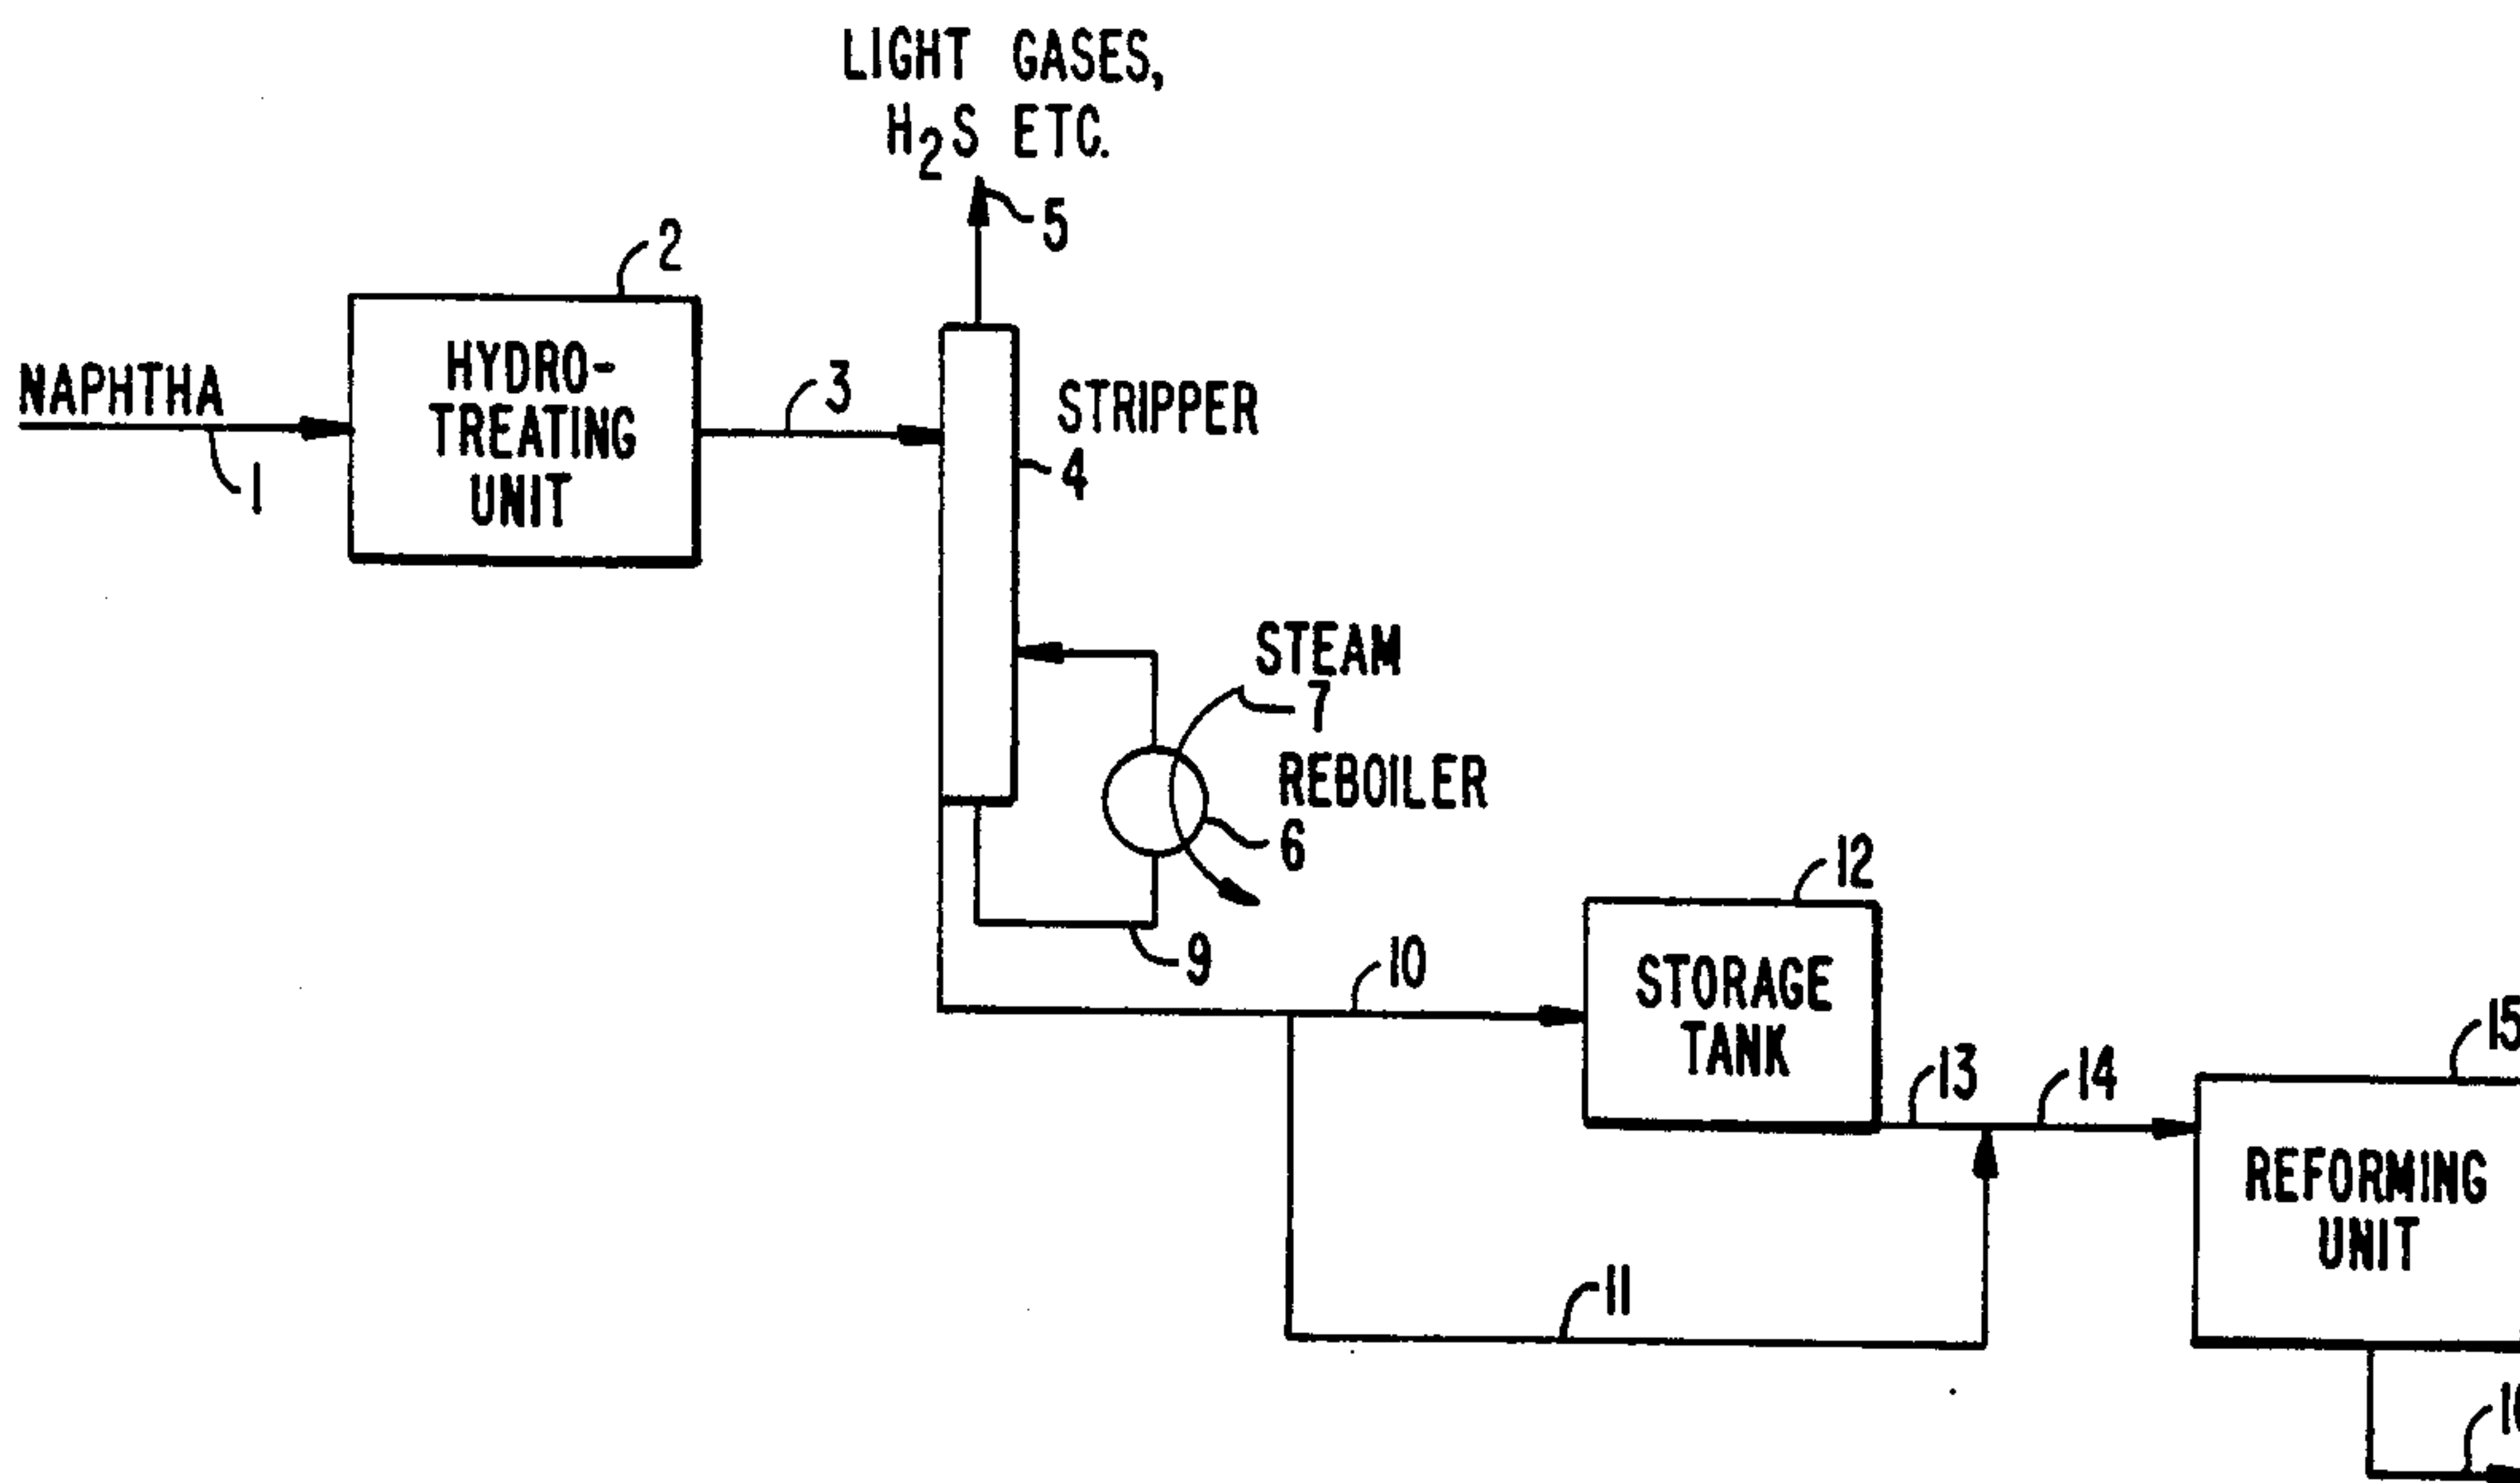 LIGHT GASES,
H2S ETC.
5
2
HYDRO-
TREATING
UNIT
NAPHTHA
1
3
STRIPPER
4
STEAM
7
REBOILER
6
9
10
12
STORAGE
TANK
13
14
15
REFORMING
UNIT
11